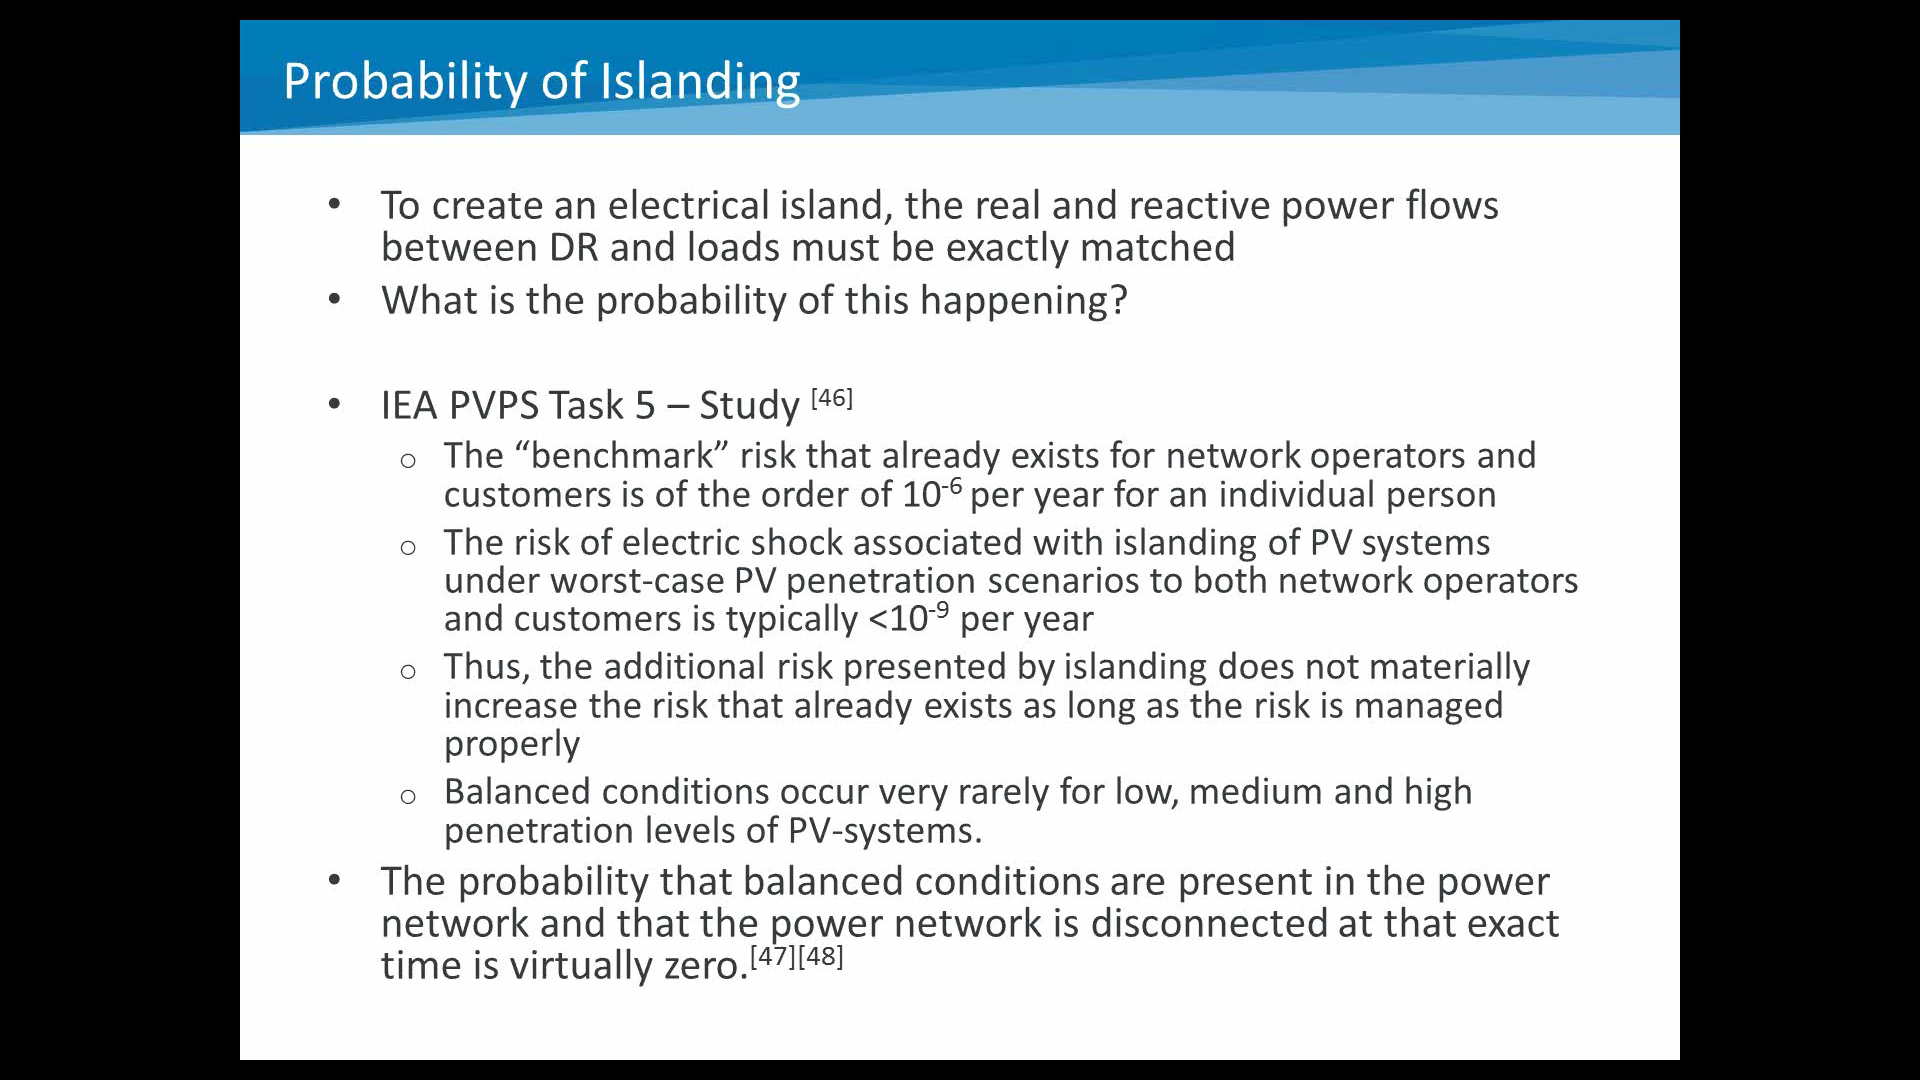 Probability of Islanding
• To create an electrical island, the real and reactive power flows
between DR and loads must be exactly matched
• What is the probability of this happening?
• IEA PVPS Task 5 – Study [46]
o The “benchmark” risk that already exists for network operators and
customers is of the order of 10-6 per year for an individual person
o The risk of electric shock associated with islanding of PV systems
under worst-case PV penetration scenarios to both network operators
and customers is typically <10-9 per year
o Thus, the additional risk presented by islanding does not materially
increase the risk that already exists as long as the risk is managed
properly
o Balanced conditions occur very rarely for low, medium and high
penetration levels of PV-systems.
• The probability that balanced conditions are present in the power
network and that the power network is disconnected at that exact
time is virtually zero.[47][48]